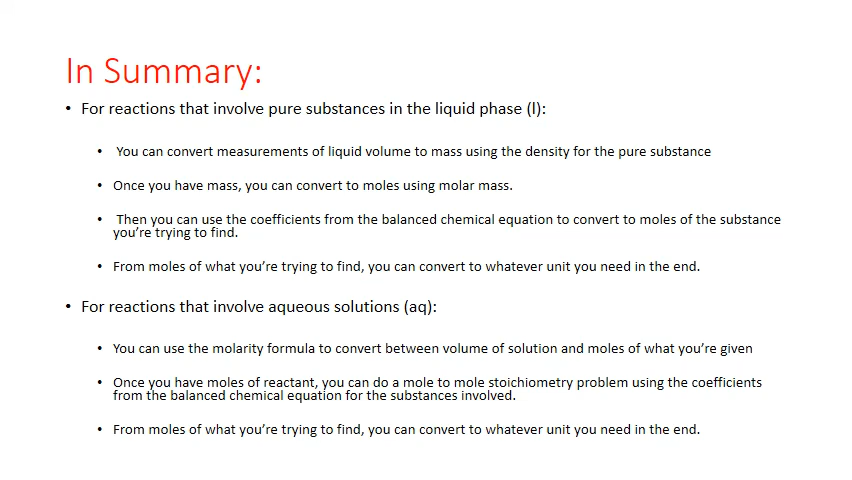 In Summary:
• For reactions that involve pure substances in the liquid phase (l):
• You can convert measurements of liquid volume to mass using the density for the pure substance
• Once you have mass, you can convert to moles using molar mass.
• Then you can use the coefficients from the balanced chemical equation to convert to moles of the substance
you’re trying to find.
• From moles of what you’re trying to find, you can convert to whatever unit you need in the end.
• For reactions that involve aqueous solutions (aq):
• You can use the molarity formula to convert between volume of solution and moles of what you’re given
• Once you have moles of reactant, you can do a mole to mole stoichiometry problem using the coefficients
from the balanced chemical equation for the substances involved.
• From moles of what you’re trying to find, you can convert to whatever unit you need in the end.